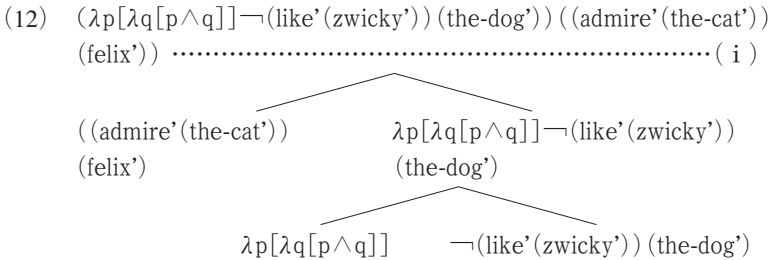 (12) (λp[λq[p∧q]]￢(like’(zwicky’))(the-dog’))((admire’(the-cat’))
(felix’)) ………………………………………………………(ⅰ)
((admire’(the-cat’)) λp[λq[p∧q]]￢(like’(zwicky’))
(felix’) (the-dog’)
λp[λq[p∧q]] ￢(like’(zwicky’))(the-dog’)